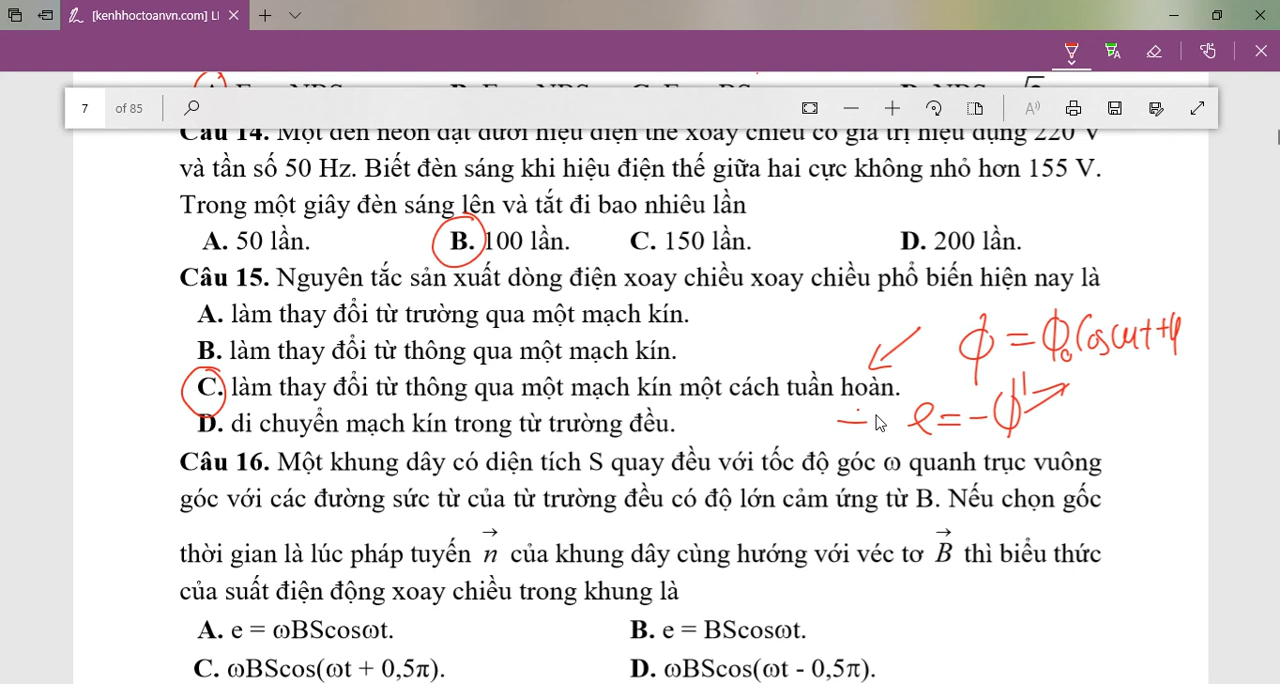 [kenhhoctoanvn.com] LI
7 of 85
Câu 14. Một đèn neon đặt dưới hiệu điện thế xoay chiều có giá trị hiệu dụng 220 V
và tần số 50 Hz. Biết đèn sáng khi hiệu điện thế giữa hai cực không nhỏ hơn 155 V.
Trong một giây đèn sáng lên và tắt đi bao nhiêu lần
A. 50 lần. B. 100 lần. C. 150 lần. D. 200 lần.
Câu 15. Nguyên tắc sản xuất dòng điện xoay chiều xoay chiều phổ biến hiện nay là
A. làm thay đổi từ trường qua một mạch kín.
B. làm thay đổi từ thông qua một mạch kín.
ϕ = ϕ₀ Cos ωt+φ
C. làm thay đổi từ thông qua một mạch kín một cách tuần hoàn.
D. di chuyển mạch kín trong từ trường đều.
e = -ϕ'
Câu 16. Một khung dây có diện tích S quay đều với tốc độ góc ω quanh trục vuông
góc với các đường sức từ của từ trường đều có độ lớn cảm ứng từ B. Nếu chọn gốc
thời gian là lúc pháp tuyến n⃗ của khung dây cùng hướng với véc tơ B⃗ thì biểu thức
của suất điện động xoay chiều trong khung là
A. e = ωBScosωt. B. e = BScosωt.
C. ωBScos(ωt + 0,5π). D. ωBScos(ωt - 0,5π).